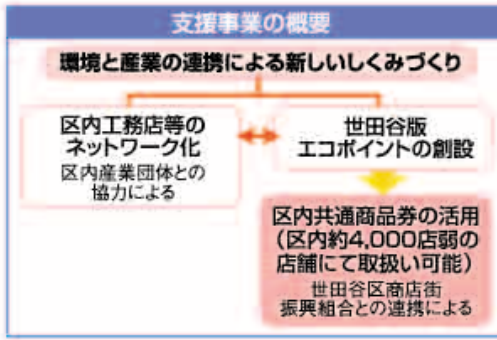 支援事業の概要
環境と産業の連携による新しいしくみづくり
区内工務店等の
ネットワーク化
区内産業団体との
協力による
世田谷版
エコポイントの創設
区内共通商品券の活用
(区内約4,000店弱の
店舗にて取扱い可能)
世田谷区商店街
振興組合との連携による